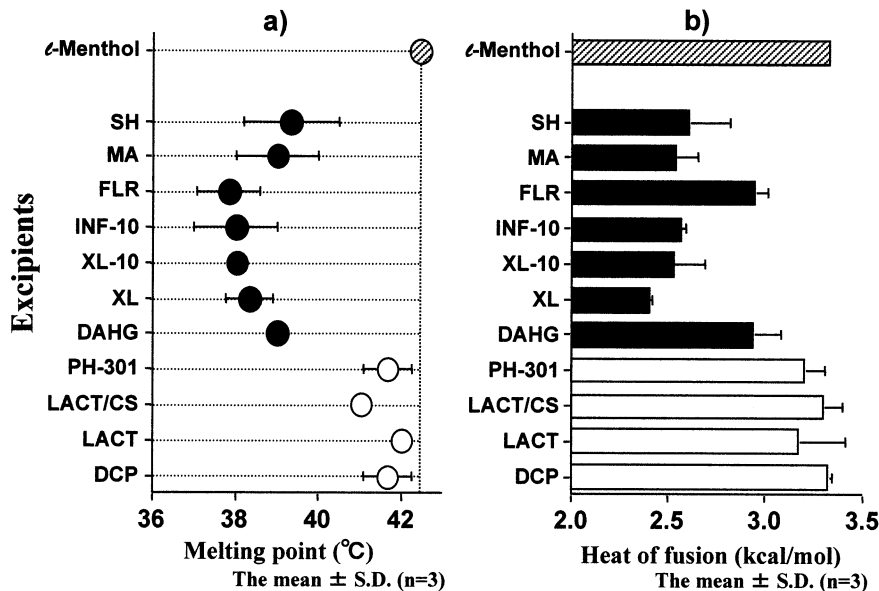 a)
ℓ-Menthol
SH
MA
FLR
INF-10
XL-10
XL
DAHG
PH-301
LACT/CS
LACT
DCP
Excipients
36 38 40 42
Melting point (℃)
The mean ± S.D. (n=3)
b)
ℓ-Menthol
SH
MA
FLR
INF-10
XL-10
XL
DAHG
PH-301
LACT/CS
LACT
DCP
2.0 2.5 3.0 3.5
Heat of fusion (kcal/mol)
The mean ± S.D. (n=3)